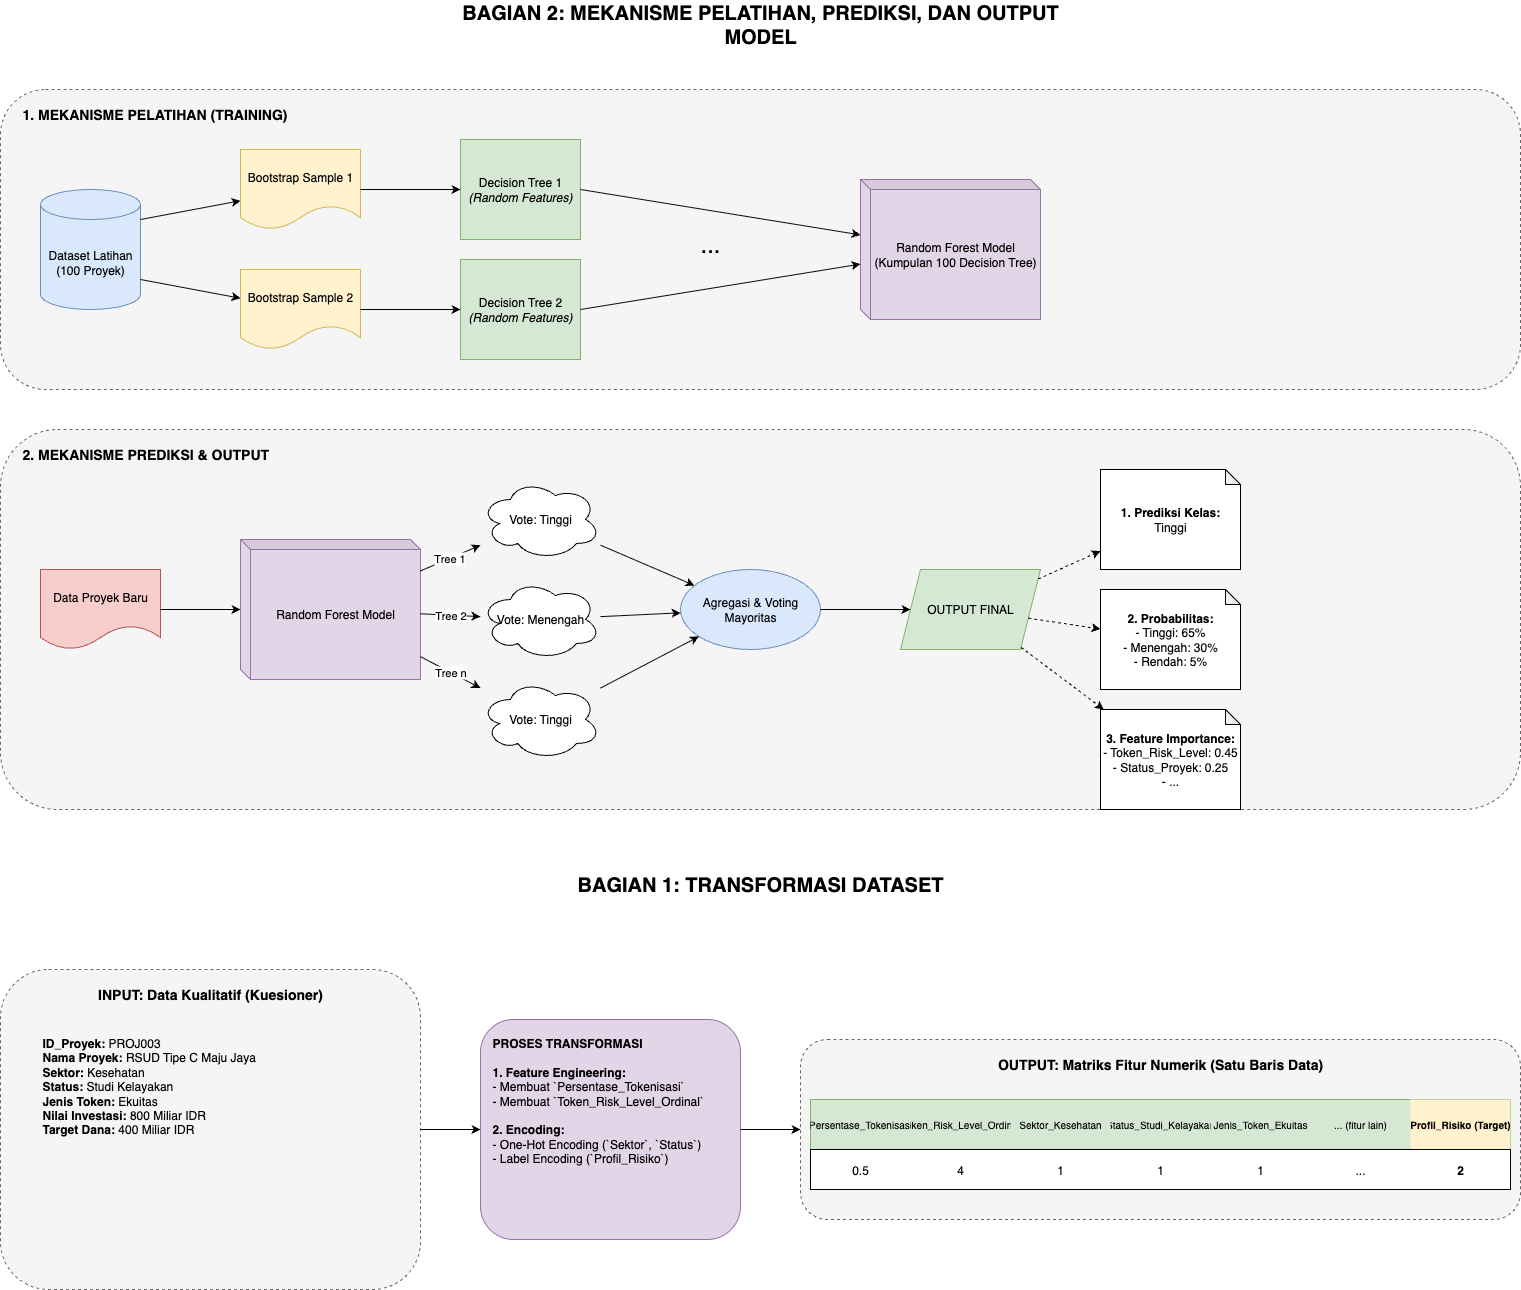 BAGIAN 2: MEKANISME PELATIHAN, PREDIKSI, DAN OUTPUT
MODEL
1. MEKANISME PELATIHAN (TRAINING)
Dataset Latihan
(100 Proyek)
Bootstrap Sample 1
Bootstrap Sample 2
Decision Tree 1
(Random Features)
Decision Tree 2
(Random Features)
...
Random Forest Model
(Kumpulan 100 Decision Tree)
2. MEKANISME PREDIKSI & OUTPUT
Data Proyek Baru
Random Forest Model
Tree 1
Tree 2
Tree n
Vote: Tinggi
Vote: Menengah
Vote: Tinggi
Agregasi & Voting
Mayoritas
OUTPUT FINAL
1. Prediksi Kelas:
Tinggi
2. Probabilitas:
- Tinggi: 65%
- Menengah: 30%
- Rendah: 5%
3. Feature Importance:
- Token_Risk_Level: 0.45
- Status_Proyek: 0.25
- ...
BAGIAN 1: TRANSFORMASI DATASET
INPUT: Data Kualitatif (Kuesioner)
ID_Proyek: PROJ003
Nama Proyek: RSUD Tipe C Maju Jaya
Sektor: Kesehatan
Status: Studi Kelayakan
Jenis Token: Ekuitas
Nilai Investasi: 800 Miliar IDR
Target Dana: 400 Miliar IDR
PROSES TRANSFORMASI
1. Feature Engineering:
- Membuat `Persentase_Tokenisasi`
- Membuat `Token_Risk_Level_Ordinal`
2. Encoding:
- One-Hot Encoding (`Sektor`, `Status`)
- Label Encoding (`Profil_Risiko`)
OUTPUT: Matriks Fitur Numerik (Satu Baris Data)
Persentase_Tokenisasi ken_Risk_Level_Ordin Sektor_Kesehatan Status_Studi_Kelayaka Jenis_Token_Ekuitas ... (fitur lain) Profil_Risiko (Target)
0.5 4 1 1 1 ... 2